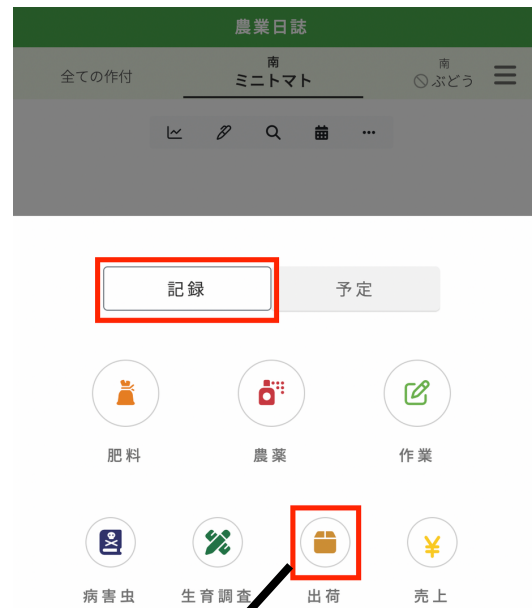 農業日誌
全ての作付
南
ミニトマト
南
ぶどう
記録
予定
肥料
農薬
作業
病害虫
生育調査
出荷
売上